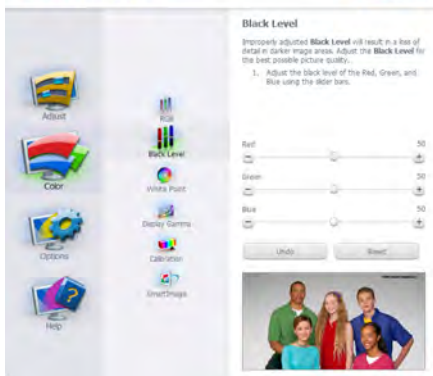 Black Level
Improperly adjusted Black Level will result in a loss of
detail in darker image areas. Adjust the Black Level for
the best possible picture quality.
1. Adjust the black level of the Red, Green, and
Blue using the slider bars.
Adjust
Color
Options
Help
RGB
Black Level
White Point
Display Gamma
Calibration
SmartImage
Red 50
Green 50
Blue 50
Undo Reset